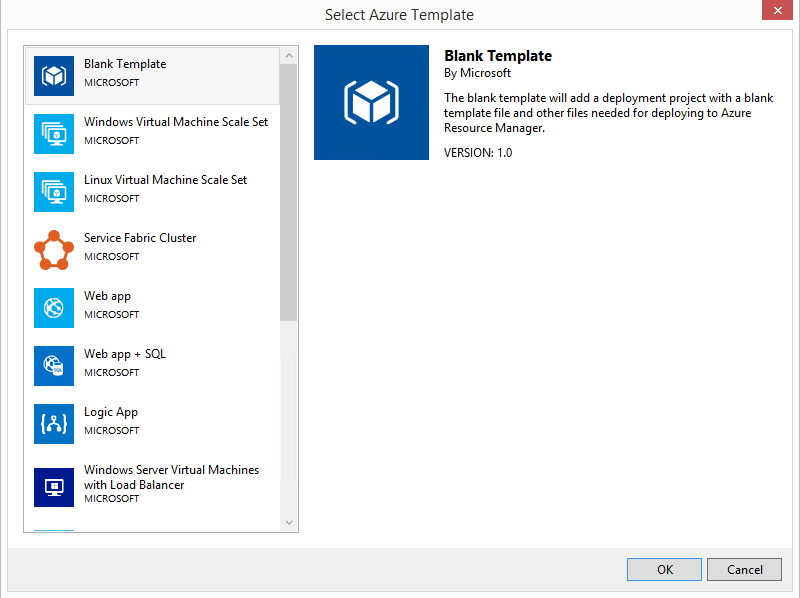 Select Azure Template
Blank Template
MICROSOFT
Windows Virtual Machine Scale Set
MICROSOFT
Linux Virtual Machine Scale Set
MICROSOFT
Service Fabric Cluster
MICROSOFT
Web app
MICROSOFT
Web app + SQL
MICROSOFT
Logic App
MICROSOFT
Windows Server Virtual Machines
with Load Balancer
MICROSOFT
Blank Template
By Microsoft
The blank template will add a deployment project with a blank
template file and other files needed for deploying to Azure
Resource Manager.
VERSION: 1.0
OK
Cancel